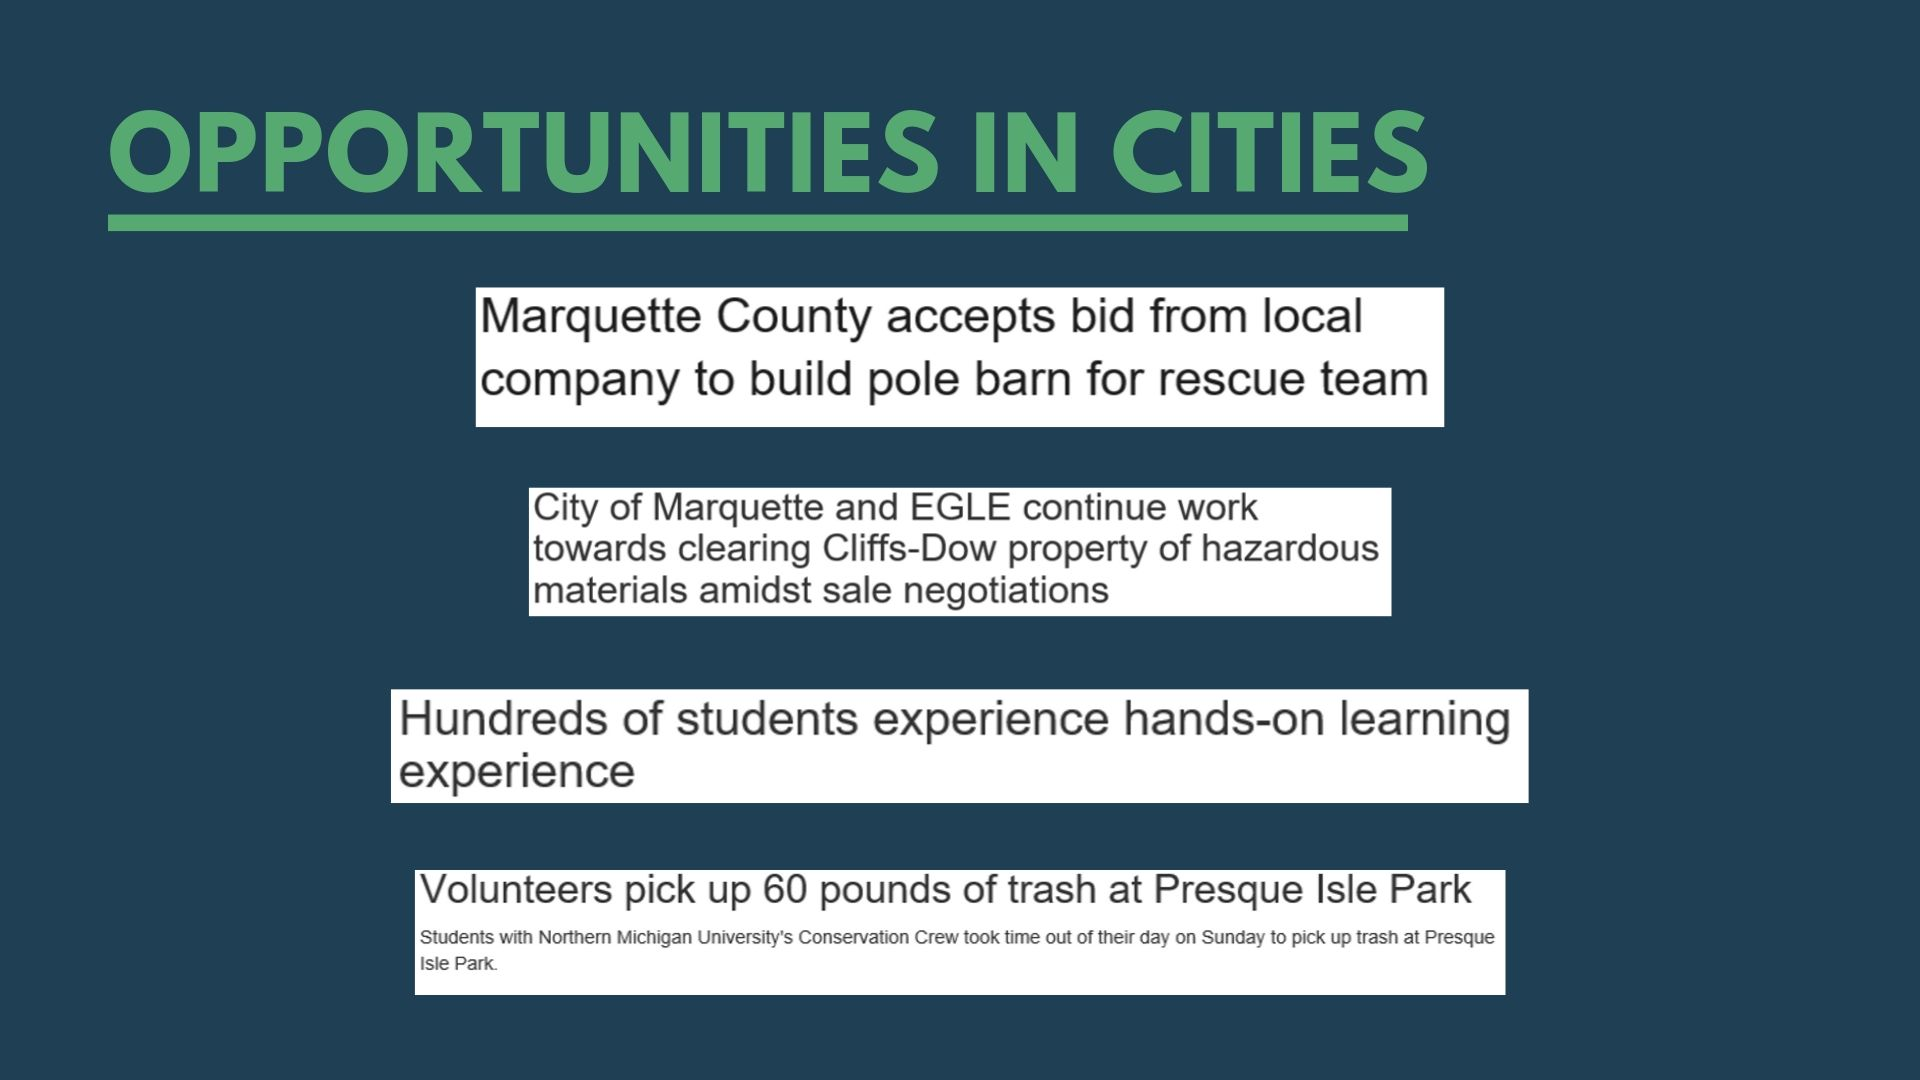 OPPORTUNITIES IN CITIES
Marquette County accepts bid from local
company to build pole barn for rescue team
City of Marquette and EGLE continue work
towards clearing Cliffs-Dow property of hazardous
materials amidst sale negotiations
Hundreds of students experience hands-on learning
experience
Volunteers pick up 60 pounds of trash at Presque Isle Park
Students with Northern Michigan University's Conservation Crew took time out of their day on Sunday to pick up trash at Presque
Isle Park.